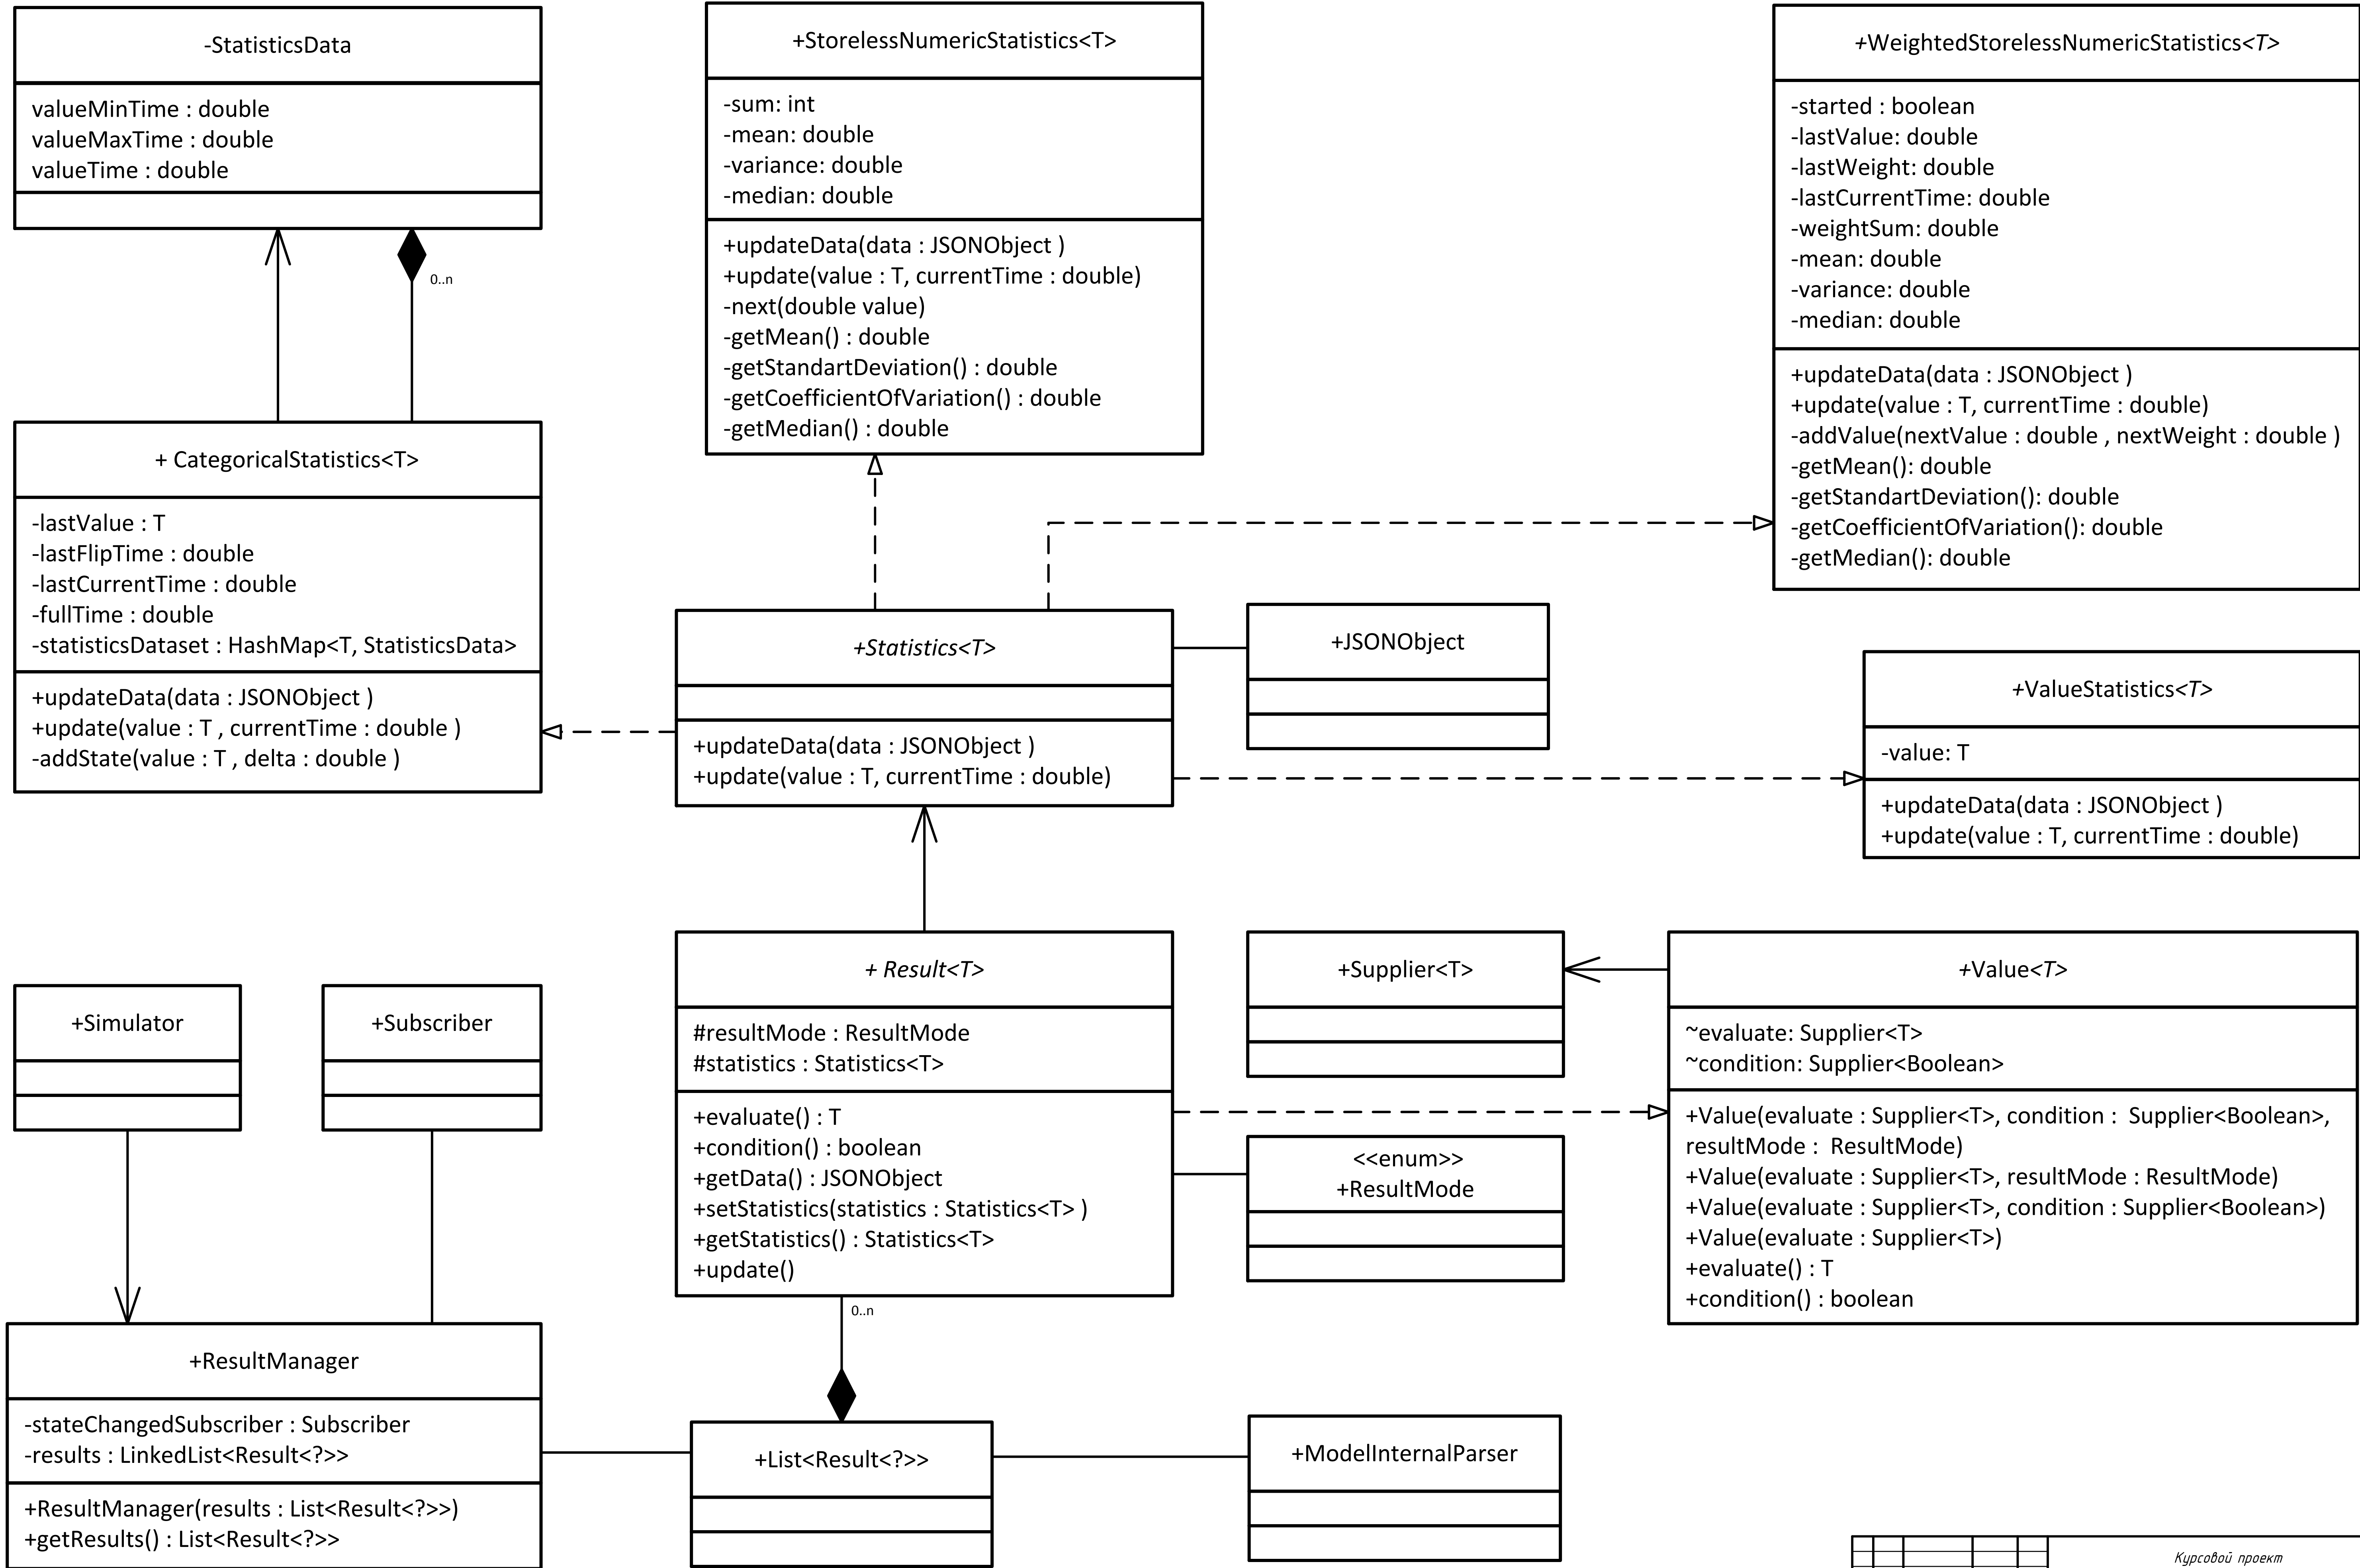 -StatisticsData
valueMinTime : double
valueMaxTime : double
valueTime : double
0..n
+StorelessNumericStatistics<T>
-sum: int
-mean: double
-variance: double
-median: double
+updateData(data : JSONObject )
+update(value : T, currentTime : double)
-next(double value)
-getMean() : double
-getStandartDeviation() : double
-getCoefficientOfVariation() : double
-getMedian() : double
+WeightedStorelessNumericStatistics<T>
-started : boolean
-lastValue: double
-lastWeight: double
-lastCurrentTime: double
-weightSum: double
-mean: double
-variance: double
-median: double
+updateData(data : JSONObject )
+update(value : T, currentTime : double)
-addValue(nextValue : double , nextWeight : double )
-getMean(): double
-getStandartDeviation(): double
-getCoefficientOfVariation(): double
-getMedian(): double
+ CategoricalStatistics<T>
-lastValue : T
-lastFlipTime : double
-lastCurrentTime : double
-fullTime : double
-statisticsDataset : HashMap<T, StatisticsData>
+updateData(data : JSONObject )
+update(value : T , currentTime : double )
-addState(value : T , delta : double )
+Statistics<T>
+updateData(data : JSONObject )
+update(value : T, currentTime : double)
+JSONObject
+ValueStatistics<T>
-value: T
+updateData(data : JSONObject )
+update(value : T, currentTime : double)
+Simulator
+Subscriber
+ Result<T>
#resultMode : ResultMode
#statistics : Statistics<T>
+evaluate() : T
+condition() : boolean
+getData() : JSONObject
+setStatistics(statistics : Statistics<T> )
+getStatistics() : Statistics<T>
+update()
0..n
+Supplier<T>
<<enum>>
+ResultMode
+Value<T>
~evaluate: Supplier<T>
~condition: Supplier<Boolean>
+Value(evaluate : Supplier<T>, condition :  Supplier<Boolean>,
resultMode :  ResultMode)
+Value(evaluate : Supplier<T>, resultMode : ResultMode)
+Value(evaluate : Supplier<T>, condition : Supplier<Boolean>)
+Value(evaluate : Supplier<T>)
+evaluate() : T
+condition() : boolean
+ResultManager
-stateChangedSubscriber : Subscriber
-results : LinkedList<Result<?>>
+ResultManager(results : List<Result<?>>)
+getResults() : List<Result<?>>
+List<Result<?>>
+ModelInternalParser
Курсовой проект